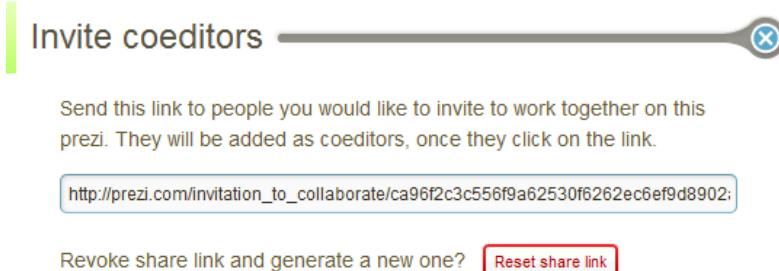 Invite coeditors
Send this link to people you would like to invite to work together on this
prezi. They will be added as coeditors, once they click on the link.
http://prezi.com/invitation_to_collaborate/ca96f2c3c556f9a62530f6262ec6ef9d8902
Revoke share link and generate a new one? Reset share link